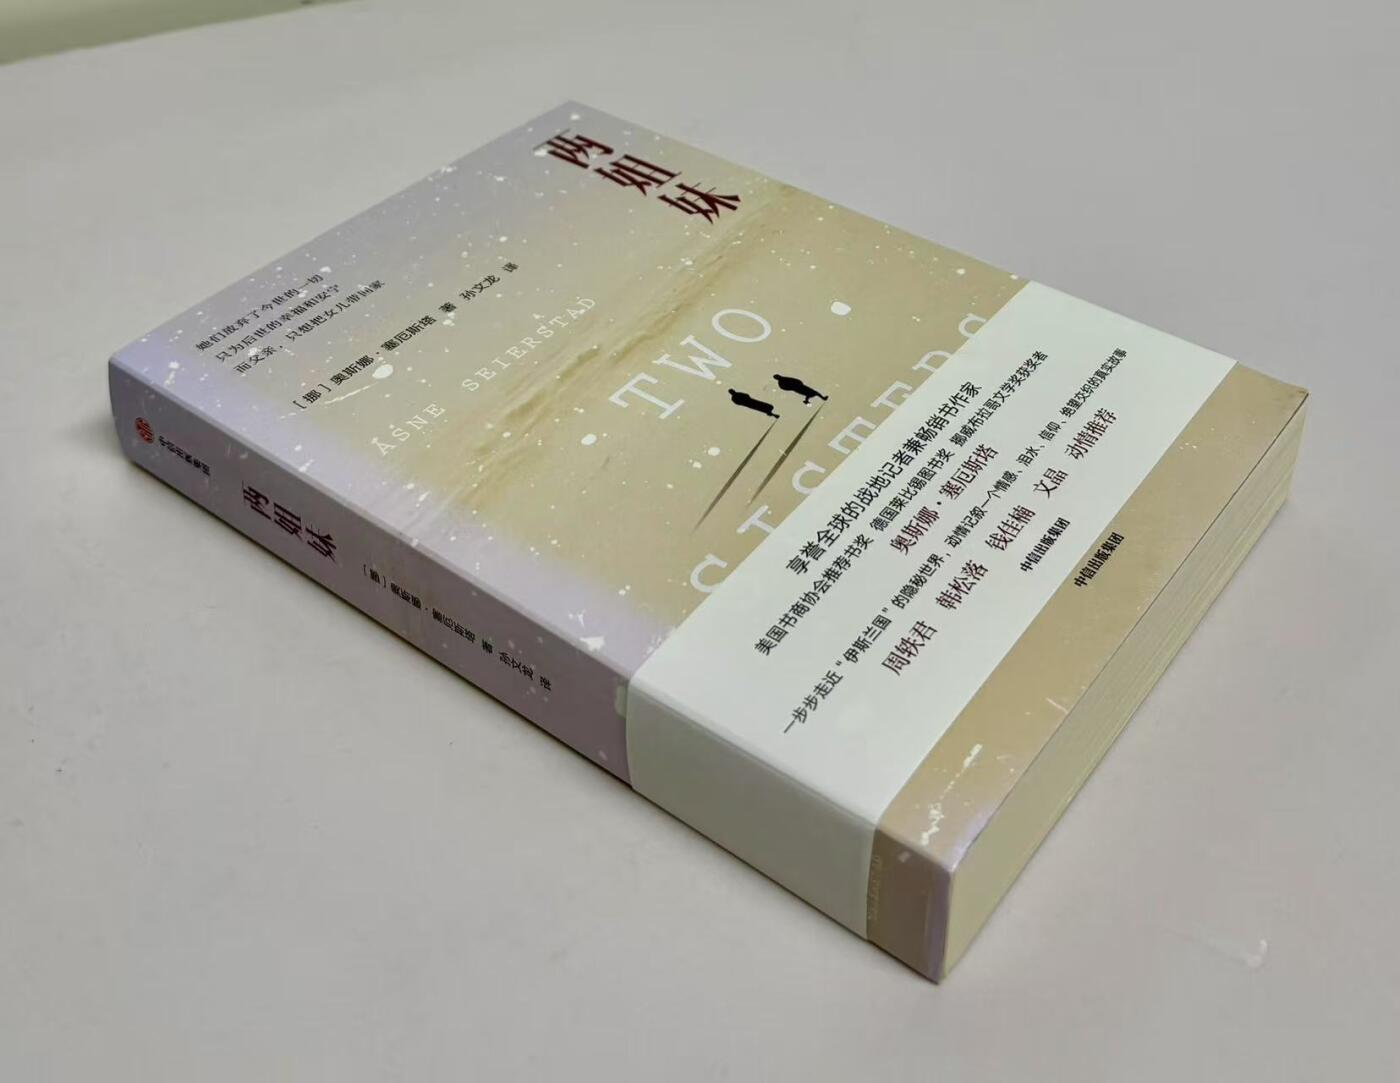 两姐妹
她们放弃了今世的一切
只为后世的幸福和安宁
而父亲，只想把女儿带回家
[挪] 奥斯娜·塞厄斯塔 著 孙文龙 译
ÅSNE SEIERSTAD
TWO
SISTERS
享誉全球的战地记者兼畅销书作家
美国书商协会推荐书奖 德国莱比锡图书奖 挪威布拉哥文学奖获奖者
奥斯娜·塞厄斯塔
一步步走近“伊斯兰国”的隐秘世界，动情记叙一个情感、泪水、信仰、绝望交织的真实故事
周轶君 韩松落 钱佳楠 文晶 动情推荐
中信出版集团
中信出版集团
中信出版集团
两姐妹
[挪] 奥斯娜·塞厄斯塔 著 孙文龙 译